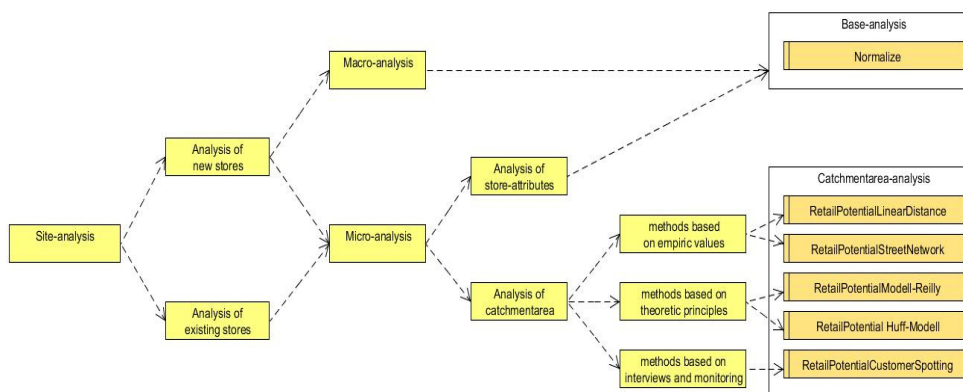 Base-analysis
Normalize
Macro-analysis
Analysis of
new stores
Analysis of
store-attributes
Catchmentarea-analysis
RetailPotentialLinearDistance
Site-analysis
Micro-analysis
methods based
on empiric values
RetailPotentialStreetNetwork
Analysis of
existing stores
Analysis of
catchmentarea
methods based on
theoretic principles
RetailPotentialModell-Reilly
RetailPotential Huff-Modell
methods based on
interviews and monitoring
RetailPotentialCustomerSpotting